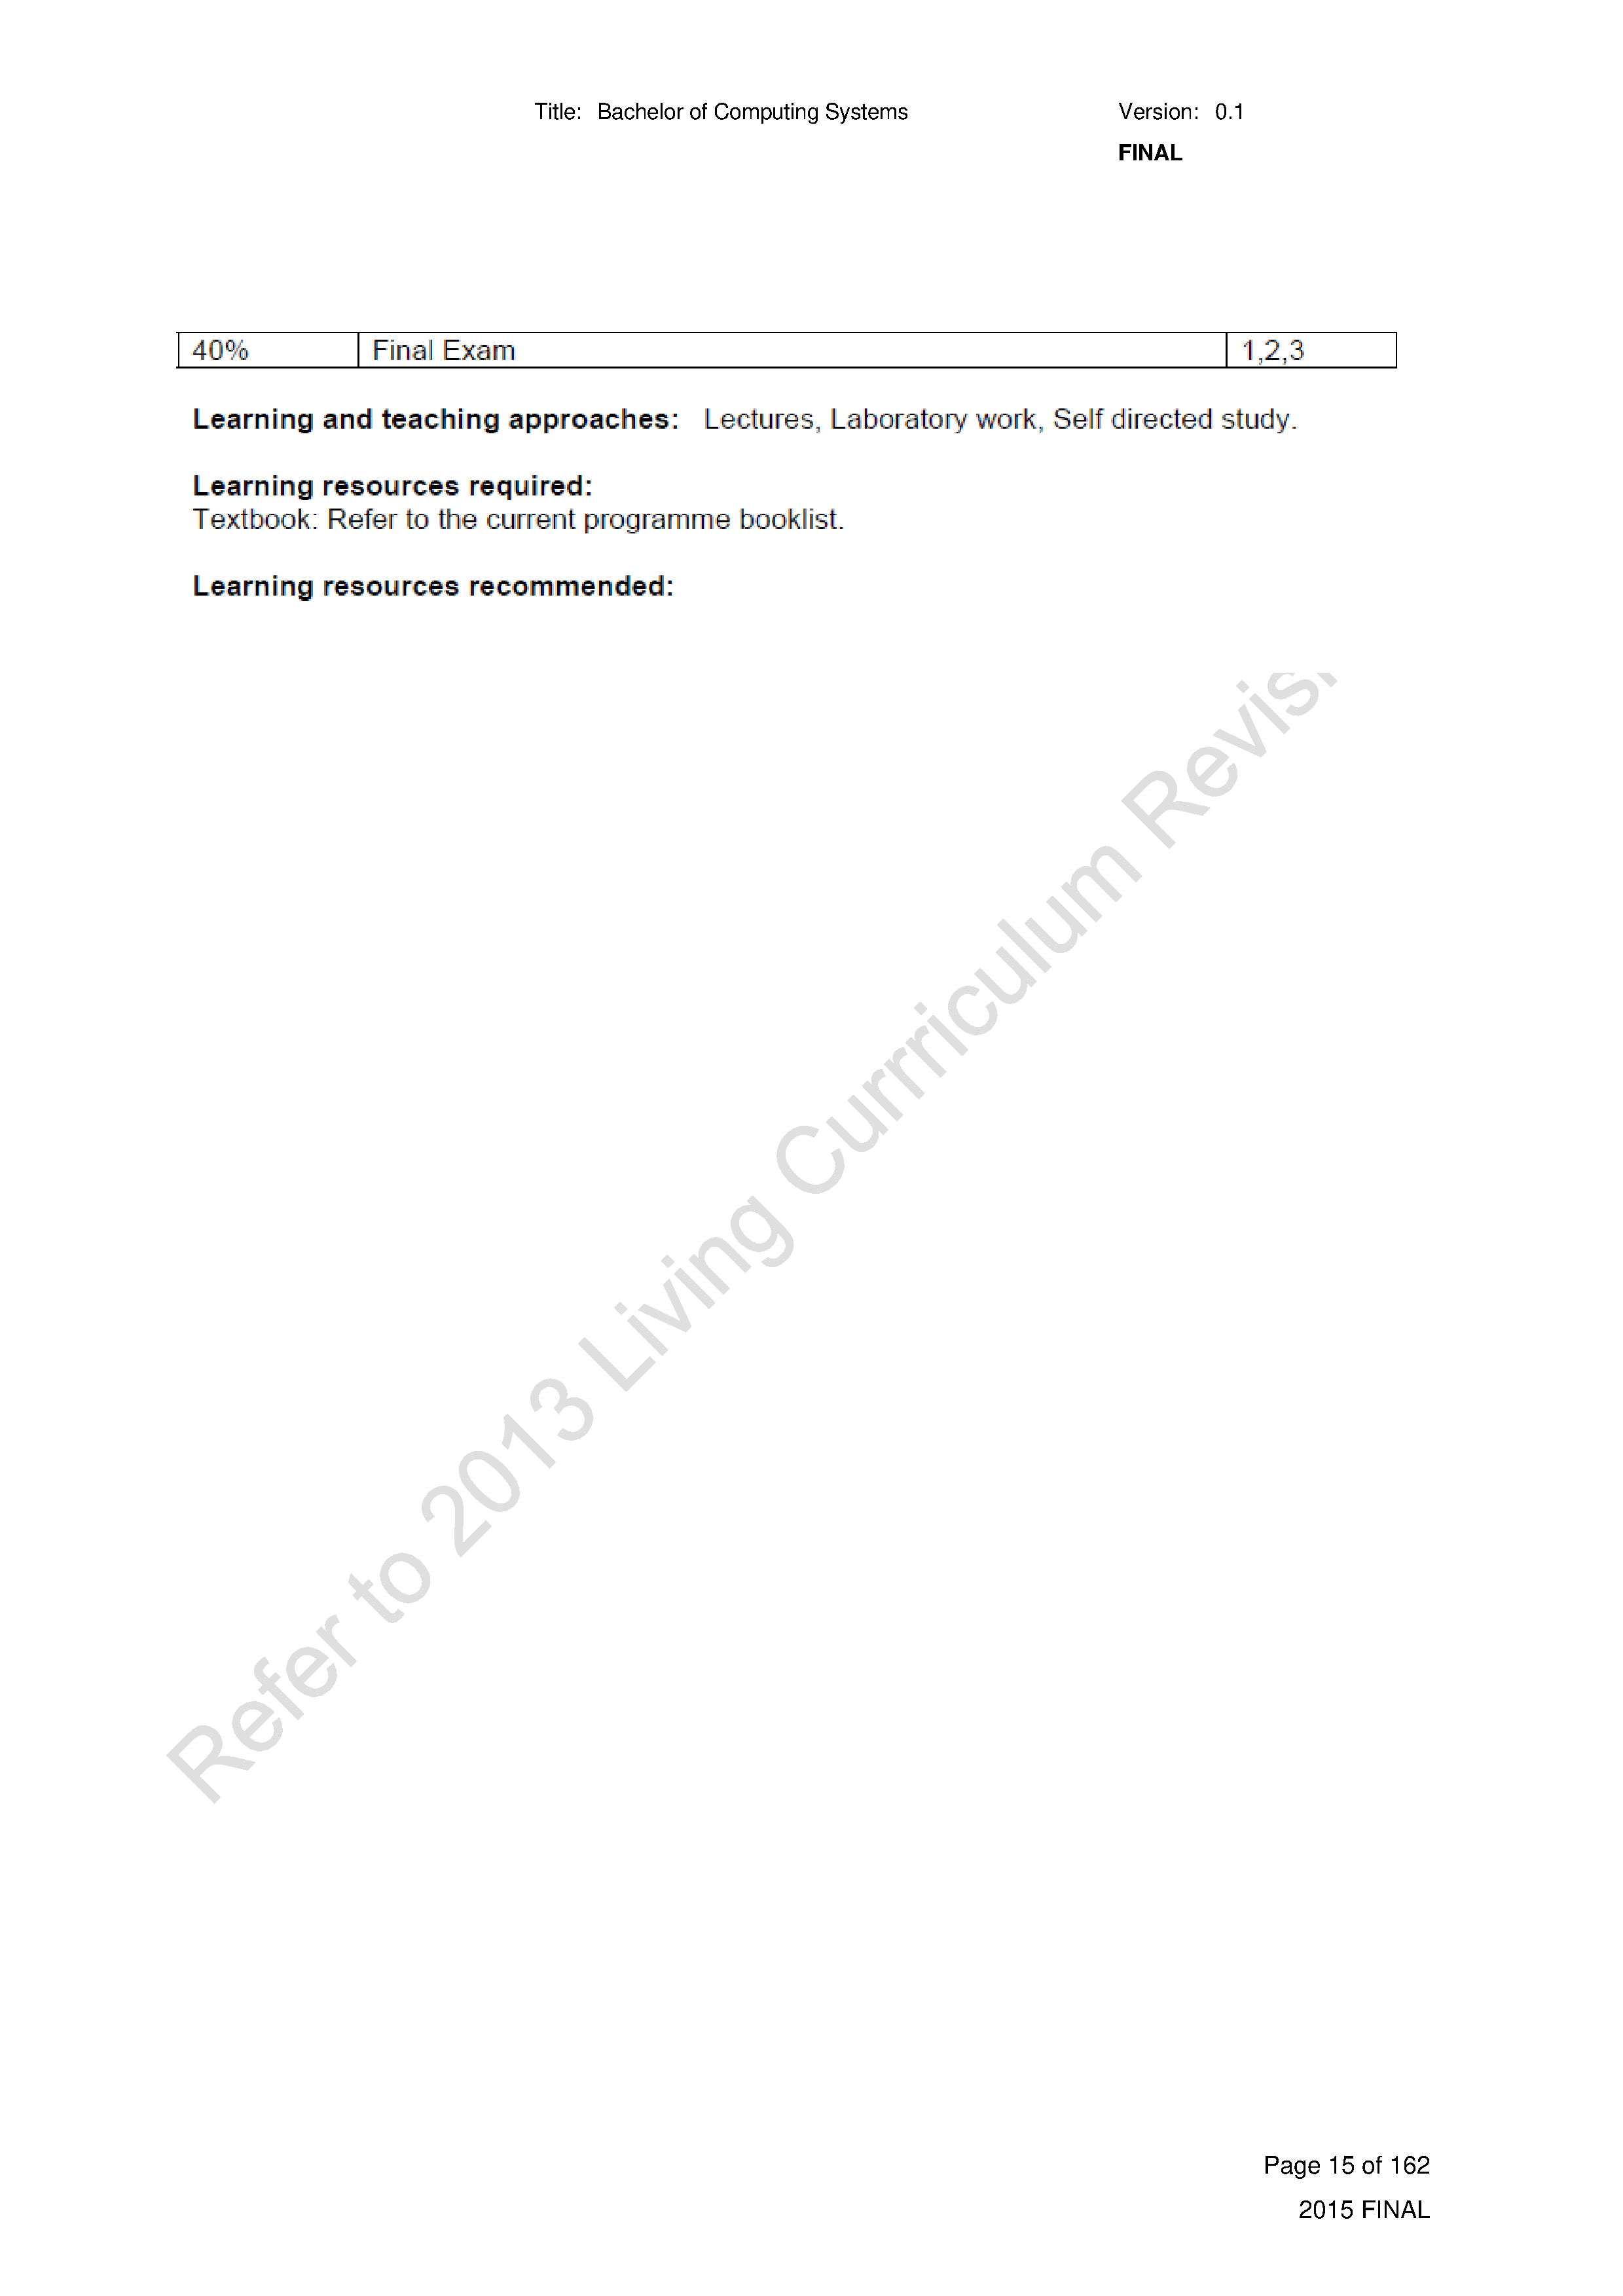 Title: Bachelor of Computing Systems Version: 0.1
FINAL
40% Final Exam 1,2,3
Learning and teaching approaches: Lectures, Laboratory work, Self directed study.
Learning resources required:
Textbook: Refer to the current programme booklist.
Learning resources recommended:
Refer to 2013 Living Currriculum Revis
Page 15 of 162
2015 FINAL